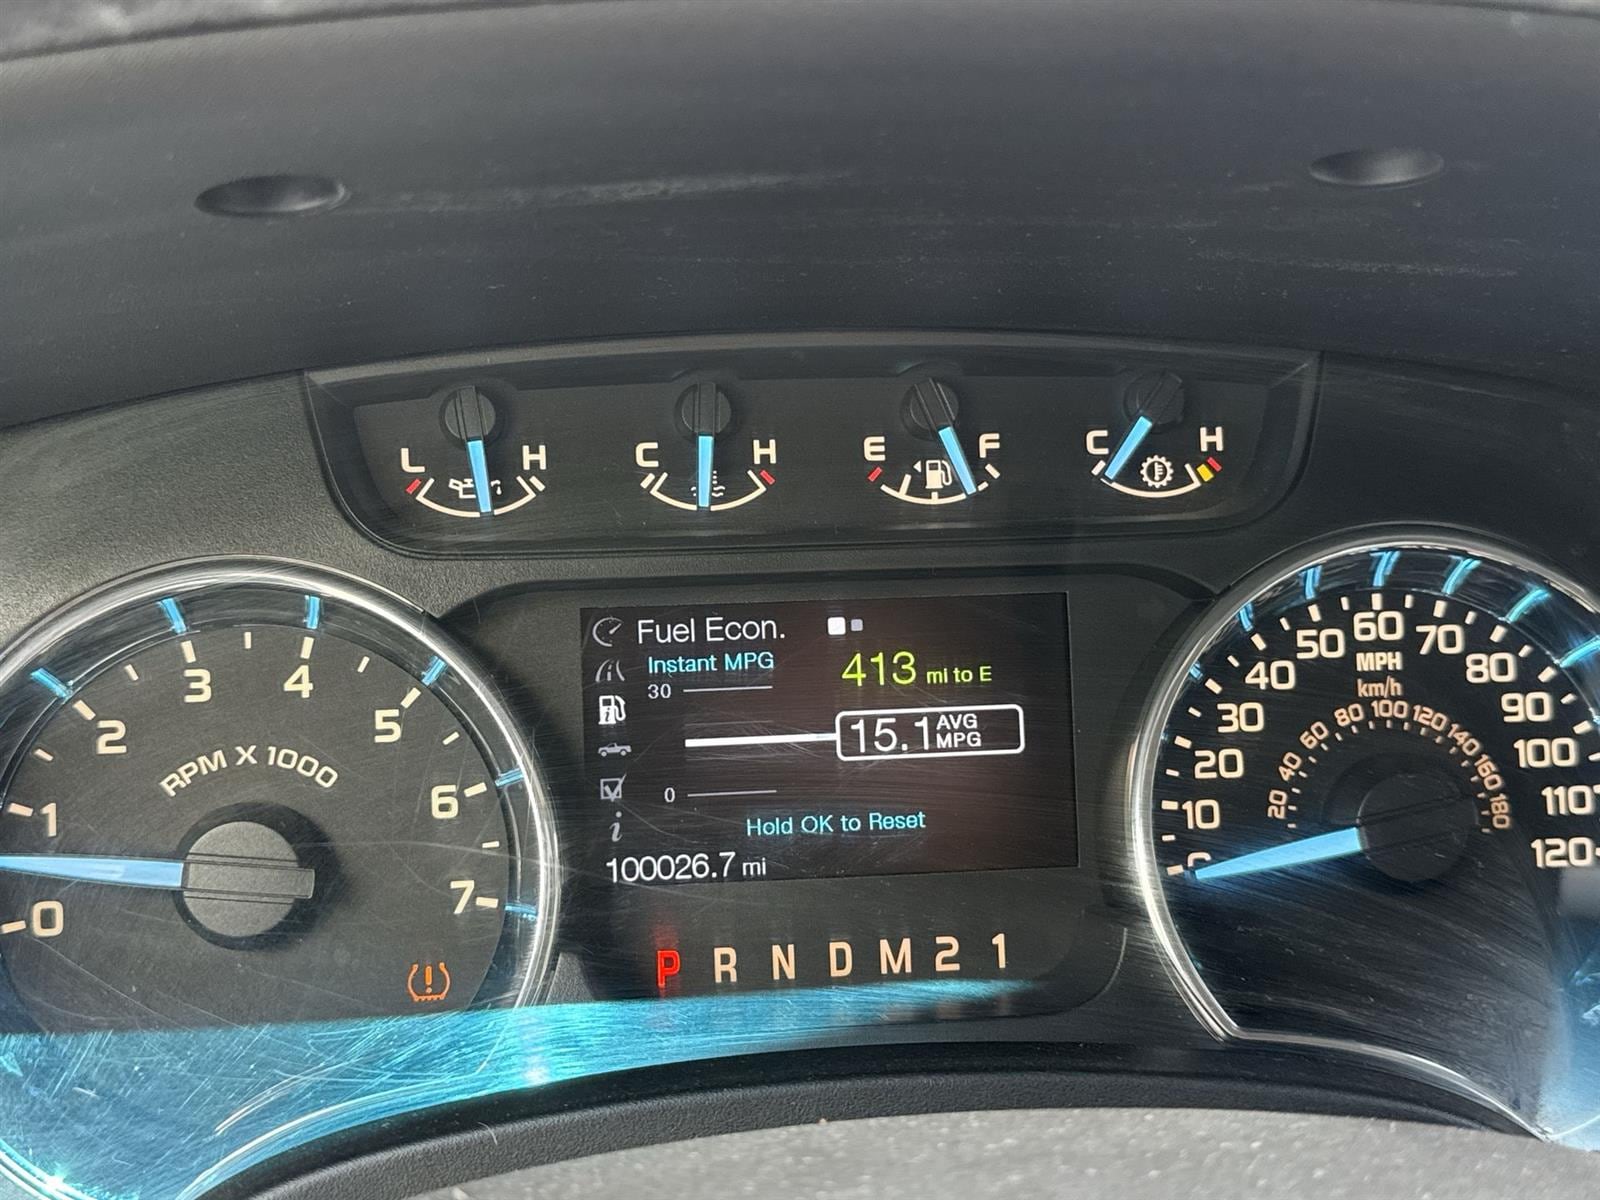 L H
C H
E F
C H
0 1 2 3 4 5 6 7
RPM X 1000
Fuel Econ.
Instant MPG
413 mi to E
30
15.1 AVG MPG
0
Hold OK to Reset
100026.7 mi
P R N D M 2 1
10 20 30 40 50 60 70 80 90 100 110 120
MPH
km/h
20 40 60 80 100 120 140 160 180